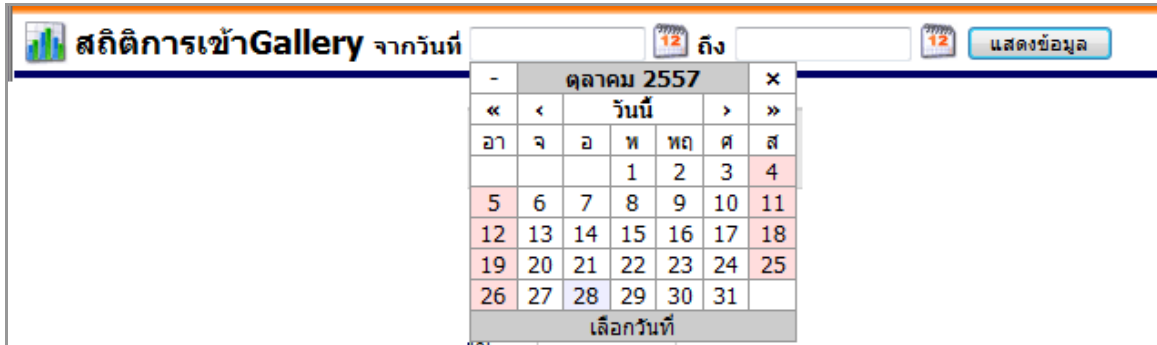 สถิติการเข้าGallery จากวันที่ 12 ถึง 12 แสดงข้อมูล
- ตุลาคม 2557 ×
« ‹ วันนี้ › »
อา จ อ พ พฤ ศ ส
1 2 3 4
5 6 7 8 9 10 11
12 13 14 15 16 17 18
19 20 21 22 23 24 25
26 27 28 29 30 31
เลือกวันที่